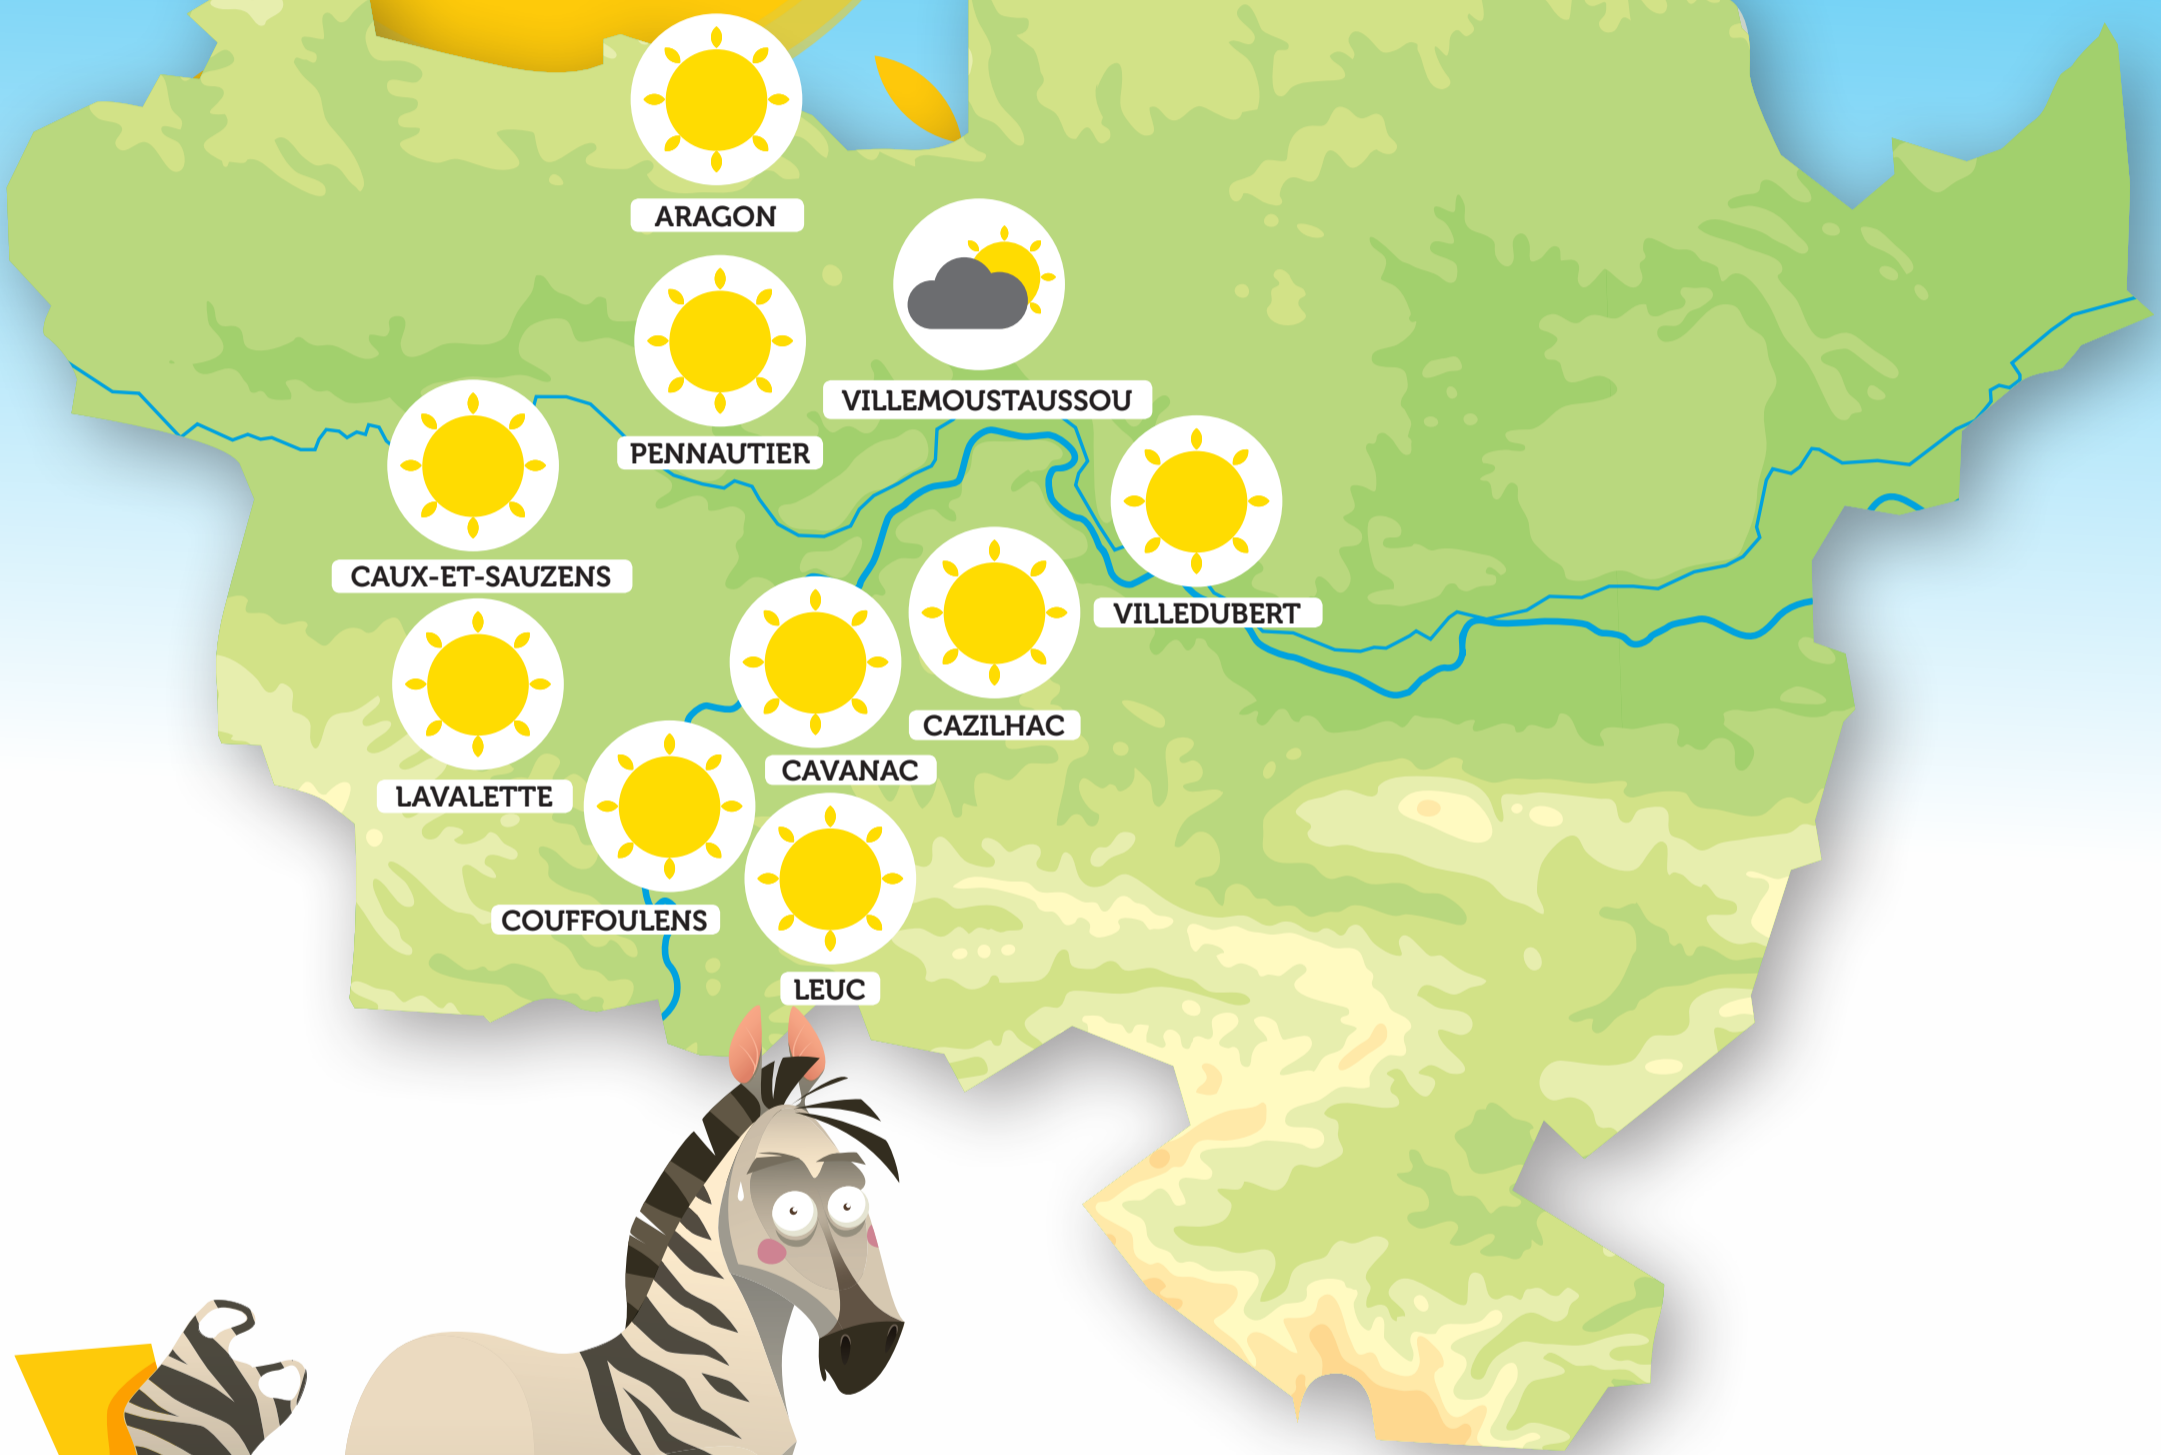 ARAGON
VILLEMOUSTAUSSOU
PENNAUTIER
CAUX-ET-SAUZENS
VILLEDUBERT
CAZILHAC
CAVANAC
LAVALETTE
COUFFOULENS
LEUC